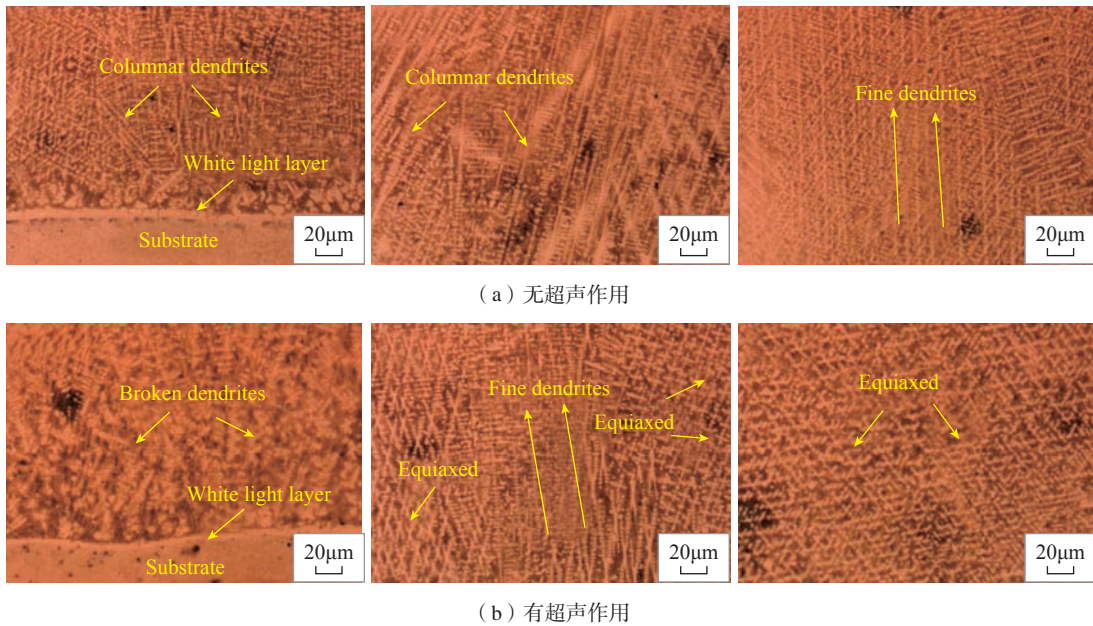 Columnar dendrites
White light layer
Substrate
20μm
Columnar dendrites
20μm
Fine dendrites
20μm
（a）无超声作用
Broken dendrites
White light layer
Substrate
20μm
Fine dendrites
Equiaxed
Equiaxed
20μm
Equiaxed
20μm
（b）有超声作用